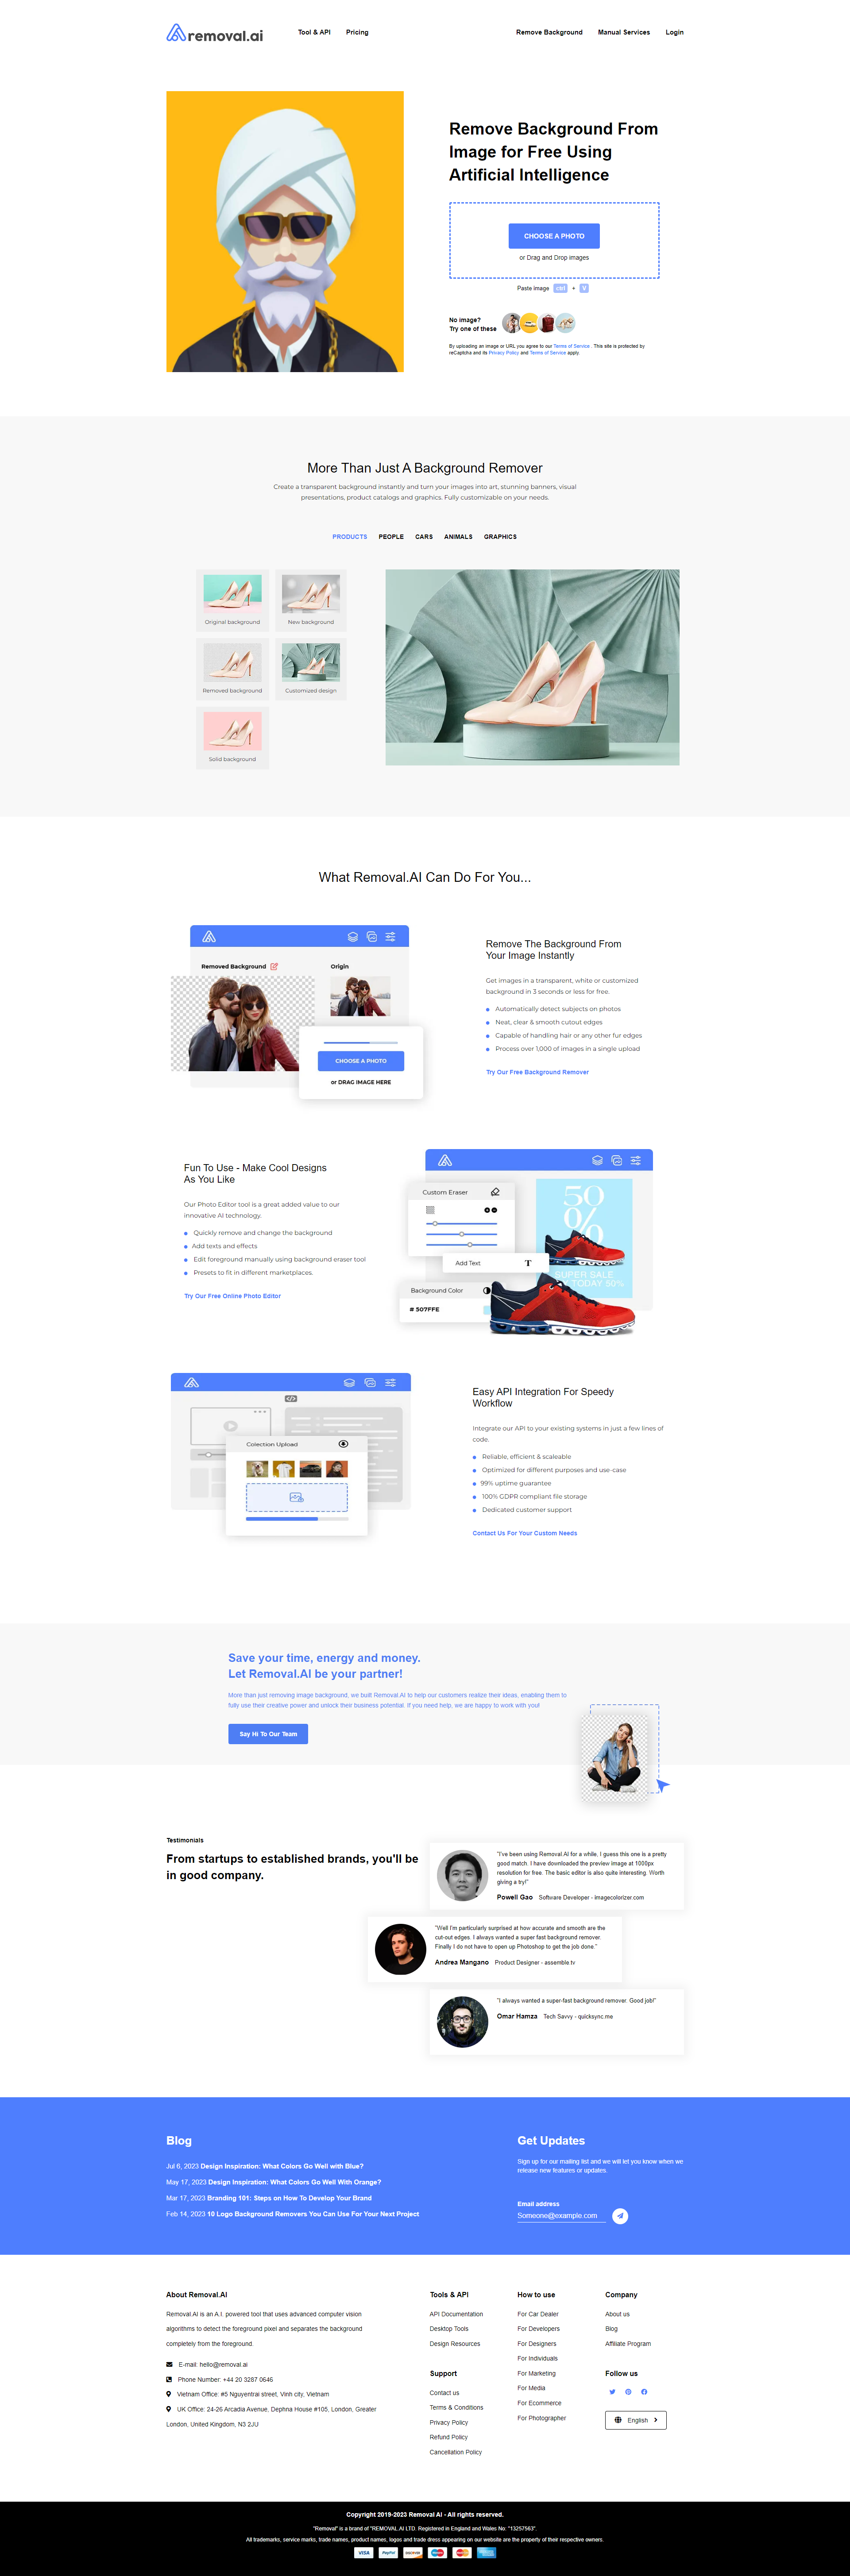 removal.ai
Tool & API
Pricing
Remove Background
Manual Services
Login
Remove Background From
Image for Free Using
Artificial Intelligence
CHOOSE A PHOTO
or Drag and Drop images
Paste image ctrl + V
No image?
Try one of these
By uploading an image or URL you agree to our Terms of Service . This site is protected by
reCaptcha and its Privacy Policy and Terms of Service apply.
More Than Just A Background Remover
Create a transparent background instantly and turn your images into art, stunning banners, visual
presentations, product catalogs and graphics. Fully customizable on your needs.
PRODUCTS
PEOPLE
CARS
ANIMALS
GRAPHICS
Original background
New background
Removed background
Customized design
Solid background
What Removal.AI Can Do For You...
Removed Background
Origin
CHOOSE A PHOTO
or DRAG IMAGE HERE
Remove The Background From
Your Image Instantly
Get images in a transparent, white or customized
background in 3 seconds or less for free.
Automatically detect subjects on photos
Neat, clear & smooth cutout edges
Capable of handling hair or any other fur edges
Process over 1,000 of images in a single upload
Try Our Free Background Remover
Fun To Use - Make Cool Designs
As You Like
Our Photo Editor tool is a great added value to our
innovative AI technology.
Quickly remove and change the background
Add texts and effects
Edit foreground manually using background eraser tool
Presets to fit in different marketplaces.
Try Our Free Online Photo Editor
Custom Eraser
Add Text
T
Background Color
# 507FFE
50
%
SUPER SALE
TODAY 50%
Colection Upload
Easy API Integration For Speedy
Workflow
Integrate our API to your existing systems in just a few lines of
code.
Reliable, efficient & scaleable
Optimized for different purposes and use-case
99% uptime guarantee
100% GDPR compliant file storage
Dedicated customer support
Contact Us For Your Custom Needs
Save your time, energy and money.
Let Removal.AI be your partner!
More than just removing image background, we built Removal.AI to help our customers realize their ideas, enabling them to
fully use their creative power and unlock their business potential. If you need help, we are happy to work with you!
Say Hi To Our Team
Testimonials
From startups to established brands, you'll be
in good company.
"I've been using Removal.AI for a while, I guess this one is a pretty
good match. I have downloaded the preview image at 1000px
resolution for free. The basic editor is also quite interesting. Worth
giving a try!"
Powell Gao Software Developer - imagecolorizer.com
"Well I'm particularly surprised at how accurate and smooth are the
cut-out edges. I always wanted a super fast background remover.
Finally I do not have to open up Photoshop to get the job done."
Andrea Mangano Product Designer - assemble.tv
"I always wanted a super-fast background remover. Good job!"
Omar Hamza Tech Savvy - quicksync.me
Blog
Jul 6, 2023 Design Inspiration: What Colors Go Well with Blue?
May 17, 2023 Design Inspiration: What Colors Go Well With Orange?
Mar 17, 2023 Branding 101: Steps on How To Develop Your Brand
Feb 14, 2023 10 Logo Background Removers You Can Use For Your Next Project
Get Updates
Sign up for our mailing list and we will let you know when we
release new features or updates.
Email address
Someone@example.com
About Removal.AI
Removal.AI is an A.I. powered tool that uses advanced computer vision
algorithms to detect the foreground pixel and separates the background
completely from the foreground.
E-mail: hello@removal.ai
Phone Number: +44 20 3287 0646
Vietnam Office: #5 Nguyentrai street, Vinh city, Vietnam
UK Office: 24-26 Arcadia Avenue, Dephna House #105, London, Greater
London, United Kingdom, N3 2JU
Tools & API
API Documentation
Desktop Tools
Design Resources
Support
Contact us
Terms & Conditions
Privacy Policy
Refund Policy
Cancellation Policy
How to use
For Car Dealer
For Developers
For Designers
For Individuals
For Marketing
For Media
For Ecommerce
For Photographer
Company
About us
Blog
Affiliate Program
Follow us
English
Copyright 2019-2023 Removal AI - All rights reserved.
"Removal" is a brand of "REMOVAL.AI LTD. Registered in England and Wales No: "13257563".
All trademarks, service marks, trade names, product names, logos and trade dress appearing on our website are the property of their respective owners.
VISA
PayPal
DISCOVER